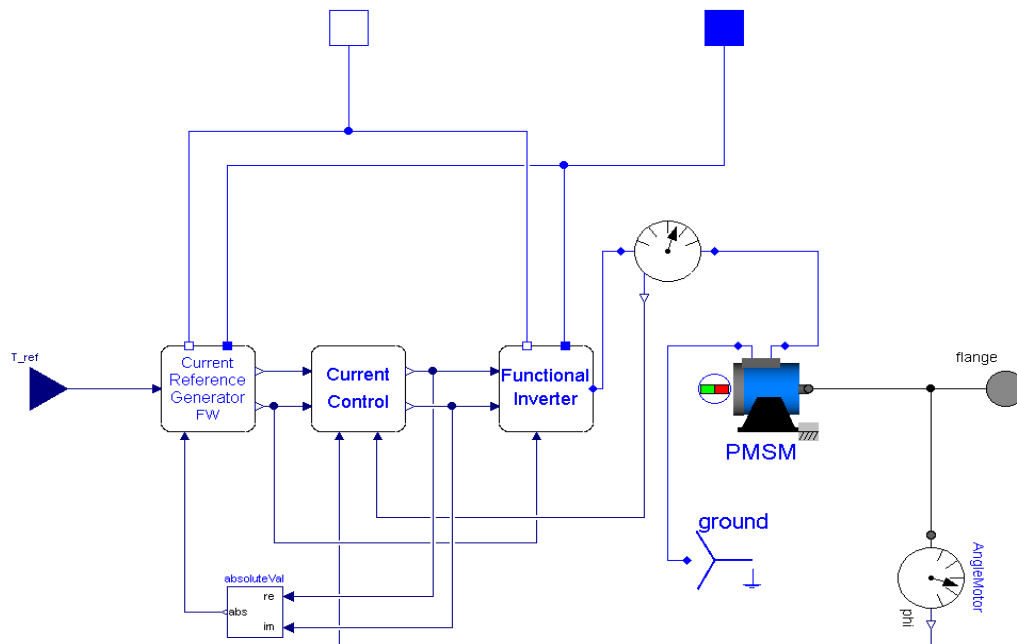 T_ref
Current
Reference
Generator
FW
Current
Control
Functional
Inverter
flange
PMSM
ground
absoluteVal
re
abs
im
AngleMotor
phi